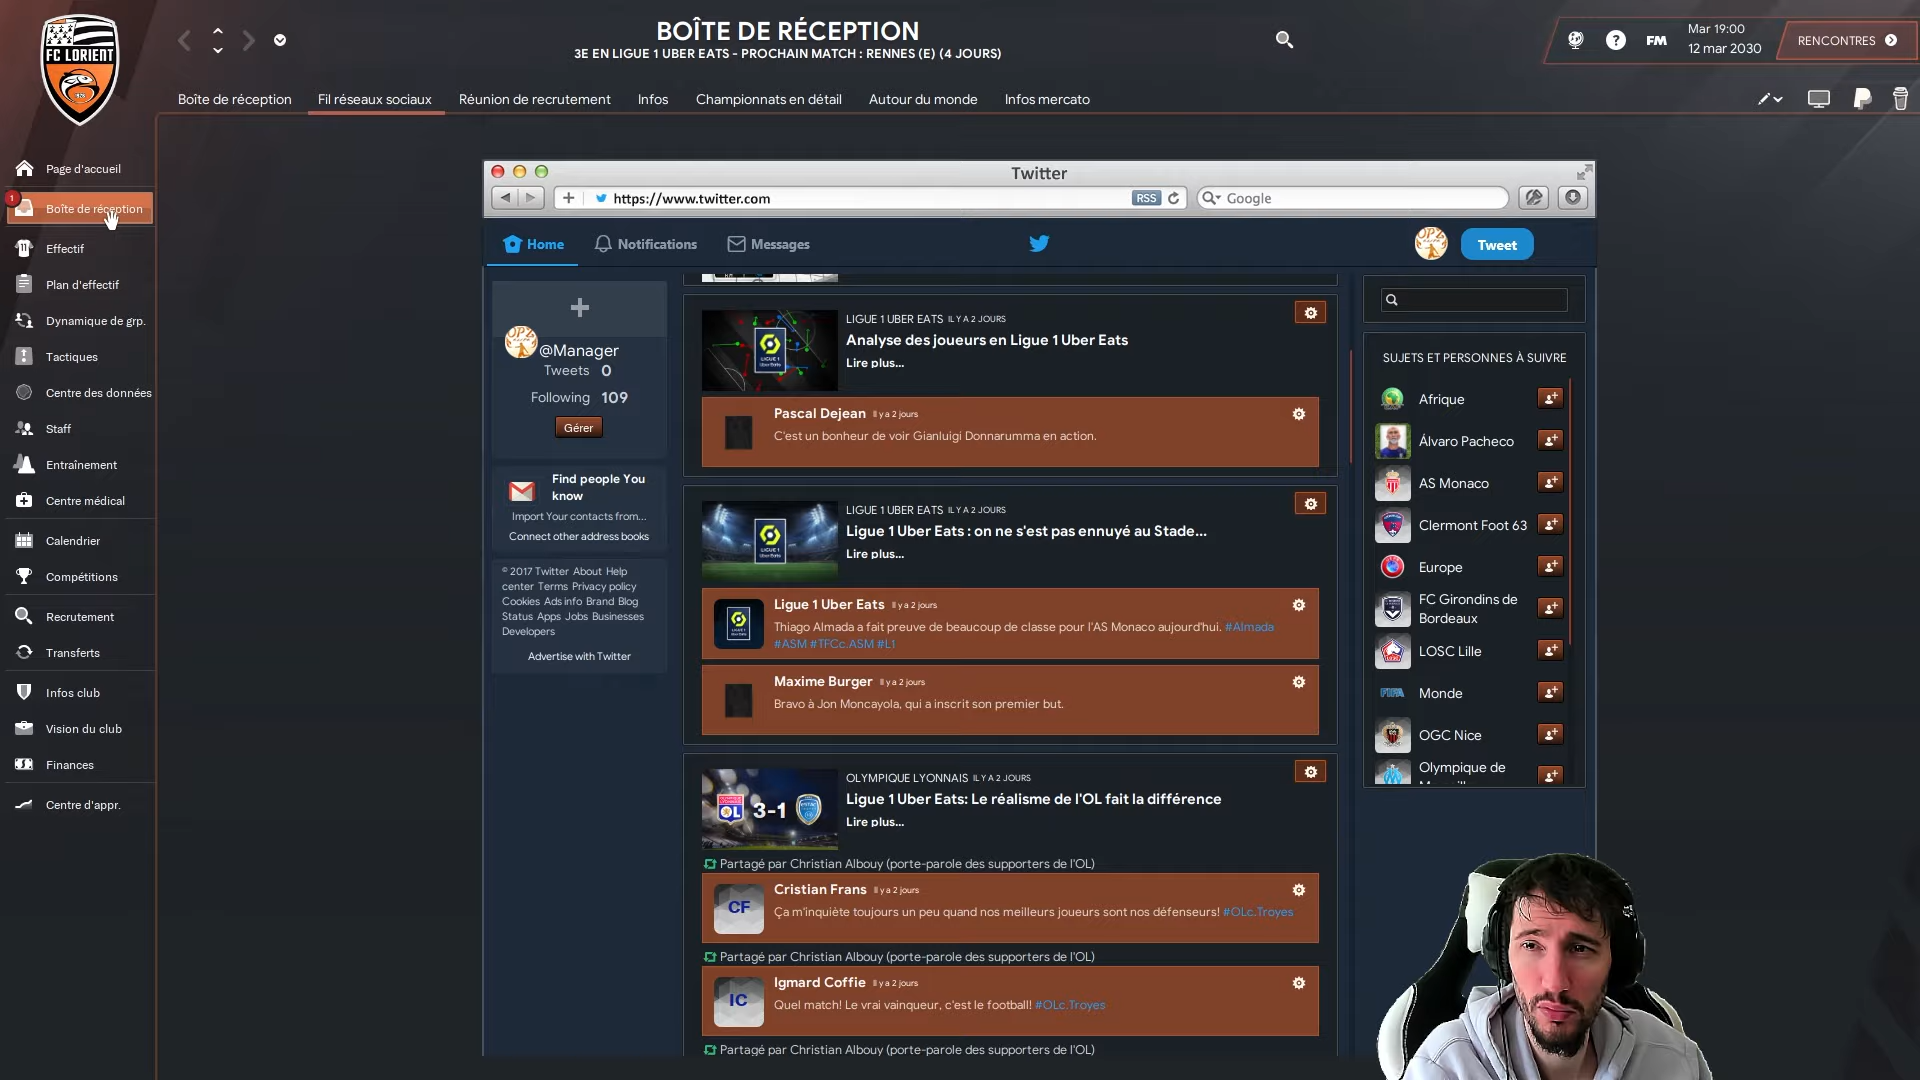 FC LORIENT
BOÎTE DE RÉCEPTION
3E EN LIGUE 1 UBER EATS - PROCHAIN MATCH : RENNES (E) (4 JOURS)
FM
Mar 19:00
12 mar 2030
RENCONTRES
Boîte de réception
Fil réseaux sociaux
Réunion de recrutement
Infos
Championnats en détail
Autour du monde
Infos mercato
Page d'accueil
1
Boîte de réception
Effectif
Plan d'effectif
Dynamique de grp.
Tactiques
Centre des données
Staff
Entraînement
Centre médical
Calendrier
Compétitions
Recrutement
Transferts
Infos club
Vision du club
Finances
Centre d'appr.
Twitter
https://www.twitter.com
RSS
Google
Home
Notifications
Messages
Tweet
@Manager
Tweets 0
Following 109
Gérer
Find people You
know
Import Your contacts from...
Connect other address books
© 2017 Twitter About Help
center Terms Privacy policy
Cookies Ads info Brand Blog
Status Apps Jobs Businesses
Developers
Advertise with Twitter
LIGUE 1 UBER EATS IL Y A 2 JOURS
Analyse des joueurs en Ligue 1 Uber Eats
Lire plus...
Pascal Dejean Il y a 2 jours
C'est un bonheur de voir Gianluigi Donnarumma en action.
LIGUE 1 UBER EATS IL Y A 2 JOURS
Ligue 1 Uber Eats : on ne s'est pas ennuyé au Stade...
Lire plus...
Ligue 1 Uber Eats Il y a 2 jours
Thiago Almada a fait preuve de beaucoup de classe pour l'AS Monaco aujourd'hui. #Almada
#ASM #TFCc.ASM #L1
Maxime Burger Il y a 2 jours
Bravo à Jon Moncayola, qui a inscrit son premier but.
OLYMPIQUE LYONNAIS IL Y A 2 JOURS
Ligue 1 Uber Eats: Le réalisme de l'OL fait la différence
Lire plus...
OL 3-1
Partagé par Christian Albouy (porte-parole des supporters de l'OL)
CF
Cristian Frans Il y a 2 jours
Ça m'inquiète toujours un peu quand nos meilleurs joueurs sont nos défenseurs! #OLc.Troyes
Partagé par Christian Albouy (porte-parole des supporters de l'OL)
IC
Igmard Coffie Il y a 2 jours
Quel match! Le vrai vainqueur, c'est le football! #OLc.Troyes
Partagé par Christian Albouy (porte-parole des supporters de l'OL)
SUJETS ET PERSONNES À SUIVRE
Afrique
Álvaro Pacheco
AS Monaco
Clermont Foot 63
Europe
FC Girondins de
Bordeaux
LOSC Lille
FIFA
Monde
OGC Nice
Olympique de